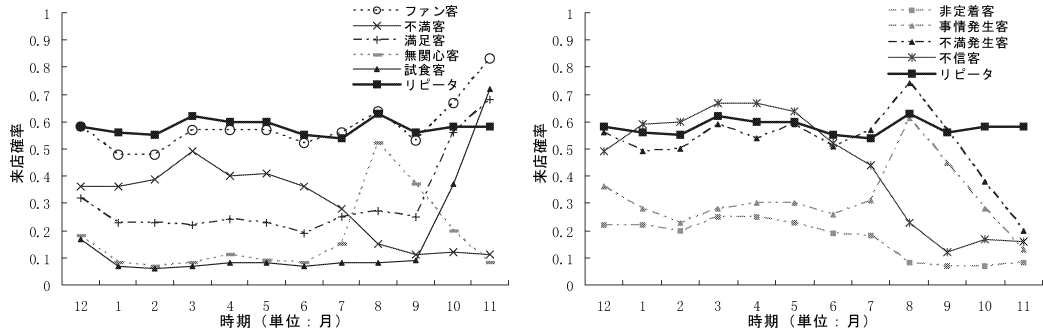 ファン客
不満客
満足客
無関心客
試食客
リピータ
1
0.9
0.8
0.7
0.6
0.5
0.4
0.3
0.2
0.1
0
来店確率
12 1 2 3 4 5 6 7 8 9 10 11
時期（単位：月）
非定着客
事情発生客
不満発生客
不信客
リピータ
1
0.9
0.8
0.7
0.6
0.5
0.4
0.3
0.2
0.1
0
来店確率
12 1 2 3 4 5 6 7 8 9 10 11
時期（単位：月）